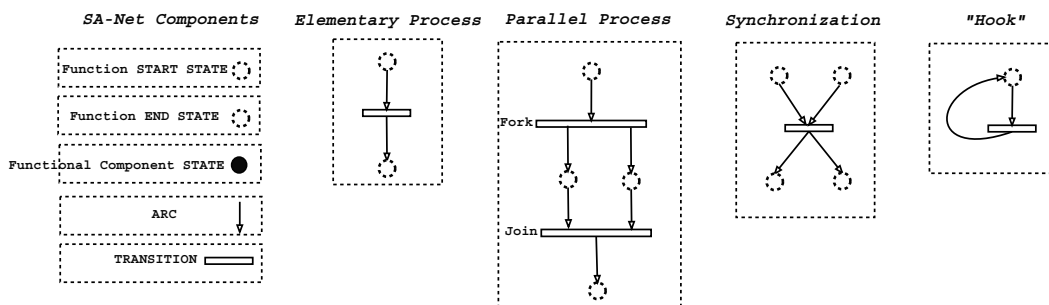 SA-Net Components
Elementary Process
Parallel Process
Synchronization
"Hook"
Function START STATE
Function END STATE
Functional Component STATE
ARC
TRANSITION
Fork
Join